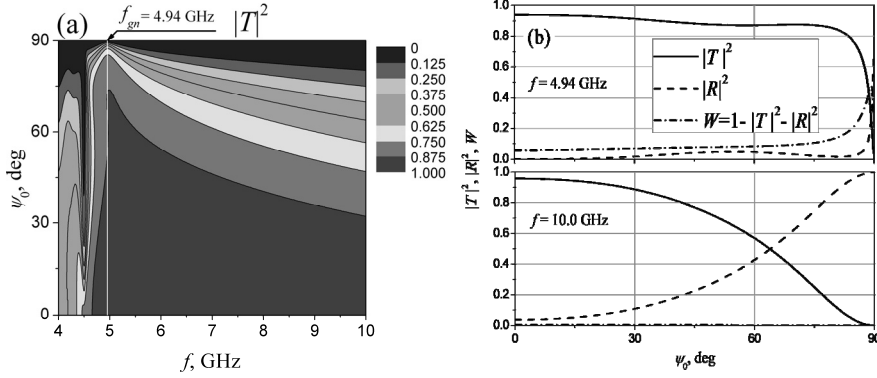 (a)
f_gn = 4.94 GHz
|T|²
90
60
30
0
ψ₀, deg
4 5 6 7 8 9 10
f, GHz
0
0.125
0.250
0.375
0.500
0.625
0.750
0.875
1.000
(b)
1.0
0.8
0.6
0.4
0.2
0.0
f = 4.94 GHz
|T|²
|R|²
W=1- |T|²- |R|²
|T|², |R|², W
1.0
0.8
0.6
0.4
0.2
0.0
f = 10.0 GHz
0 30 60 90
ψ₀, deg